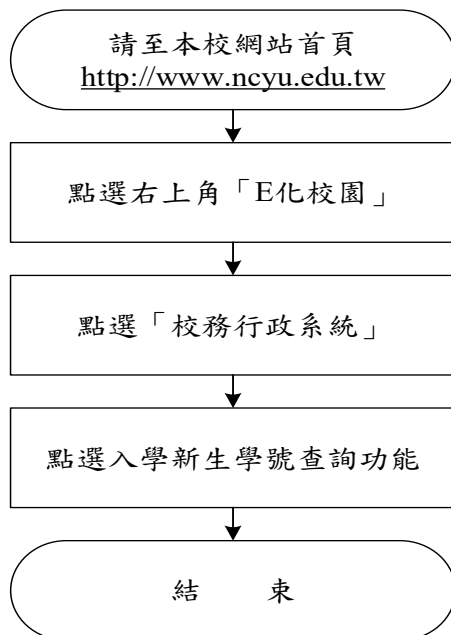 請至本校網站首頁
http://www.ncyu.edu.tw
點選右上角「E化校園」
點選「校務行政系統」
點選入學新生學號查詢功能
結　　束